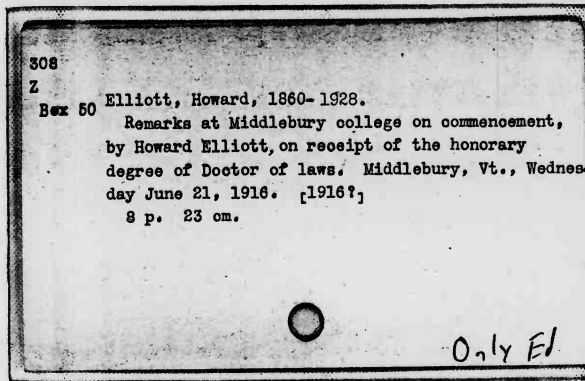 308
Z
Box 50 Elliott, Howard, 1860-1928.
Remarks at Middlebury college on commencement,
by Howard Elliott, on receipt of the honorary
degree of Doctor of laws. Middlebury, Vt., Wednes-
day June 21, 1916. [1916?]
8 p. 23 cm.
Only Ed